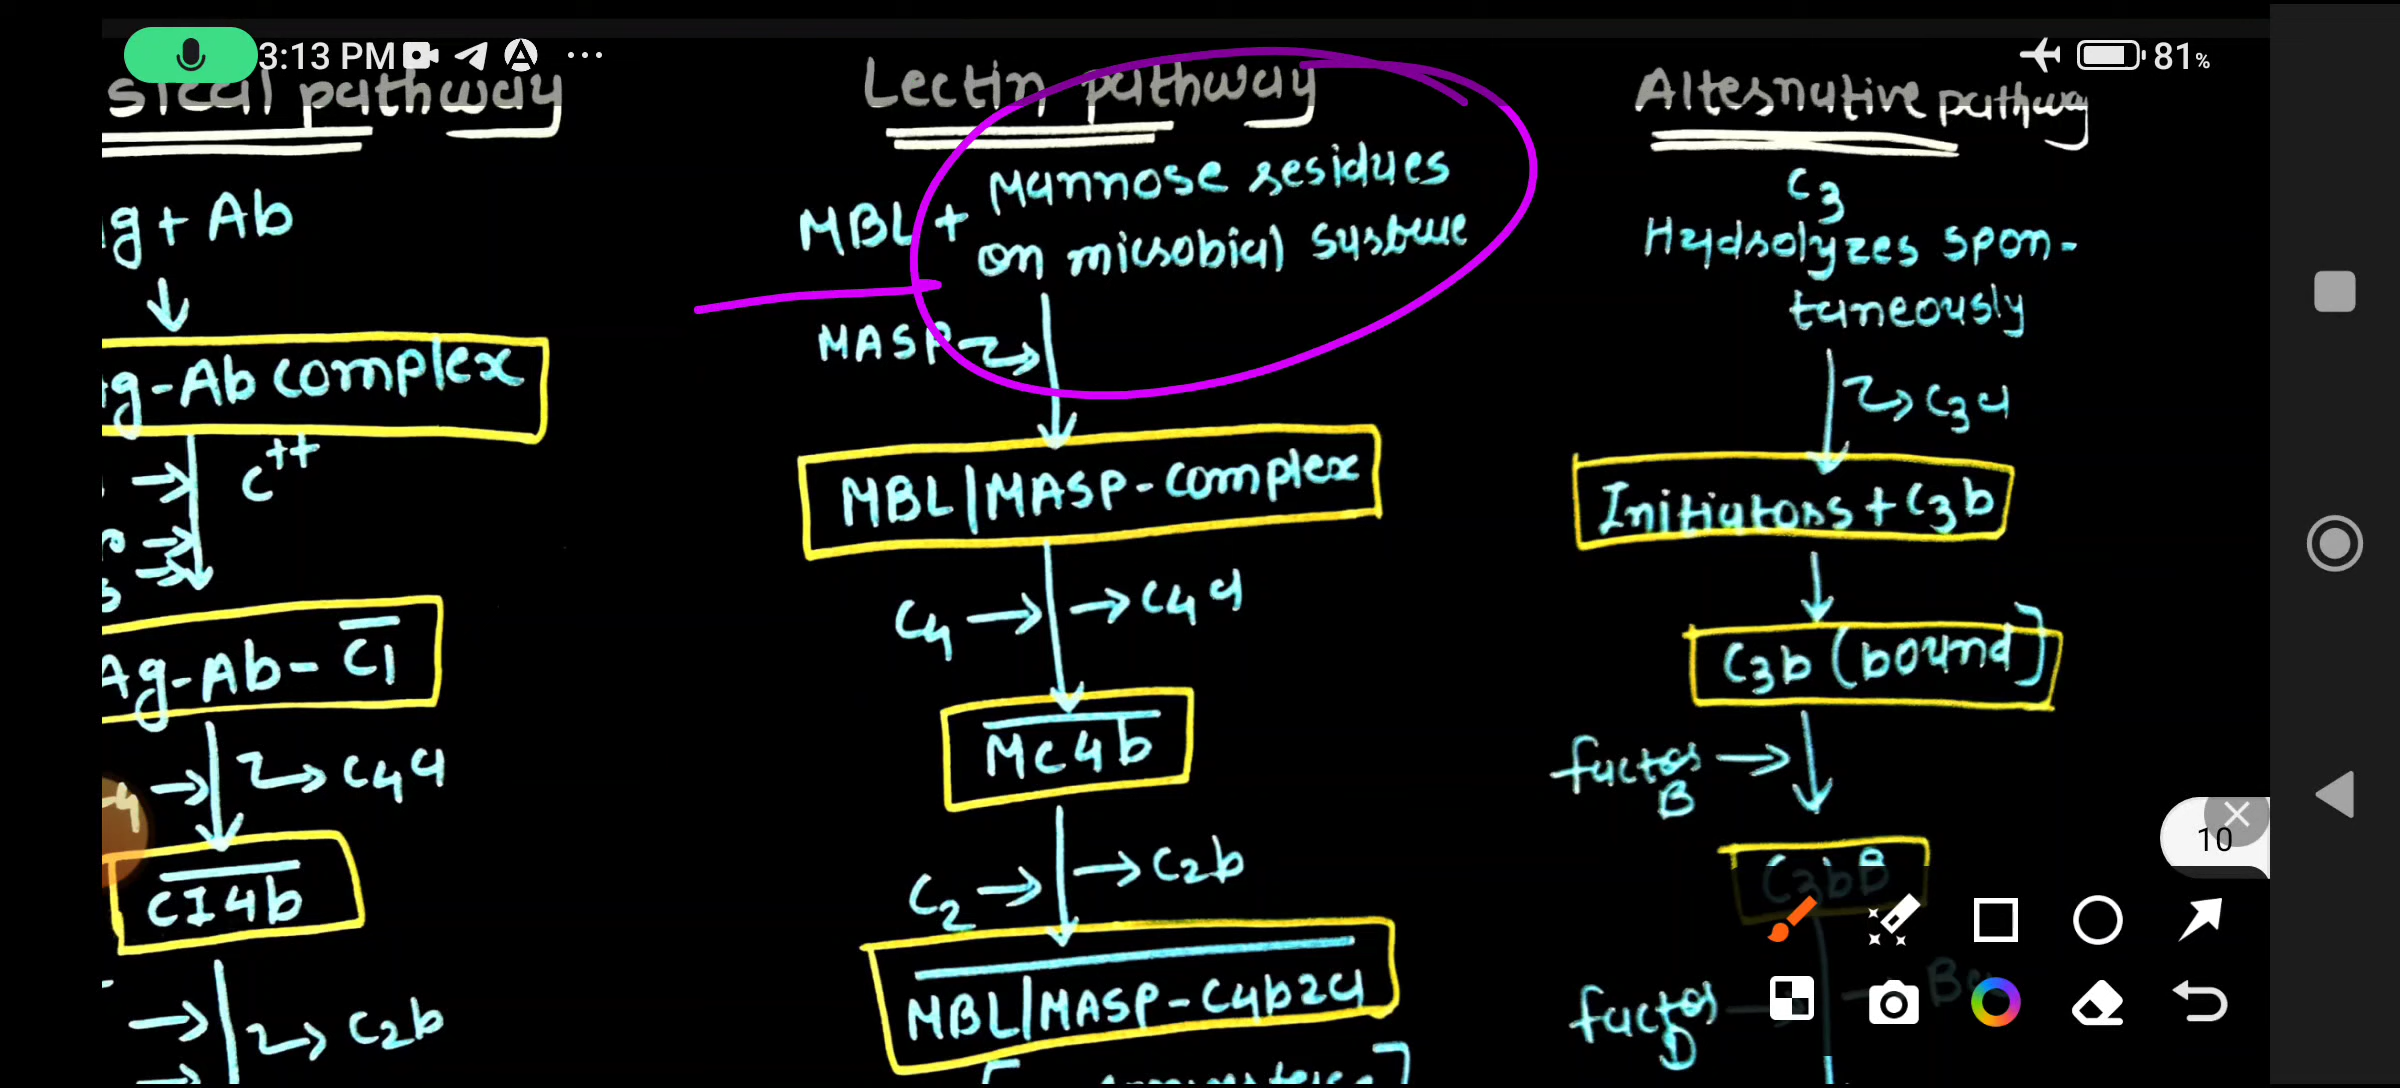 3:13 PM
81%
sical pathway
g + Ab
g-Ab complex
C++
Ag-Ab-C1
C4a
4
C14b
C2b
Lectin pathway
MBL + Mannose residues
on microbial surface
MASP
MBL/MASP-complex
C4 → C4a
MC4b
C2 → C2b
MBL/MASP-C4b2a
Alternative pathway
C3
Hydrolyzes spon-
taneously
C3a
Initiators + C3b
C3b (bound)
factor
B
C3bB
factor
D
10